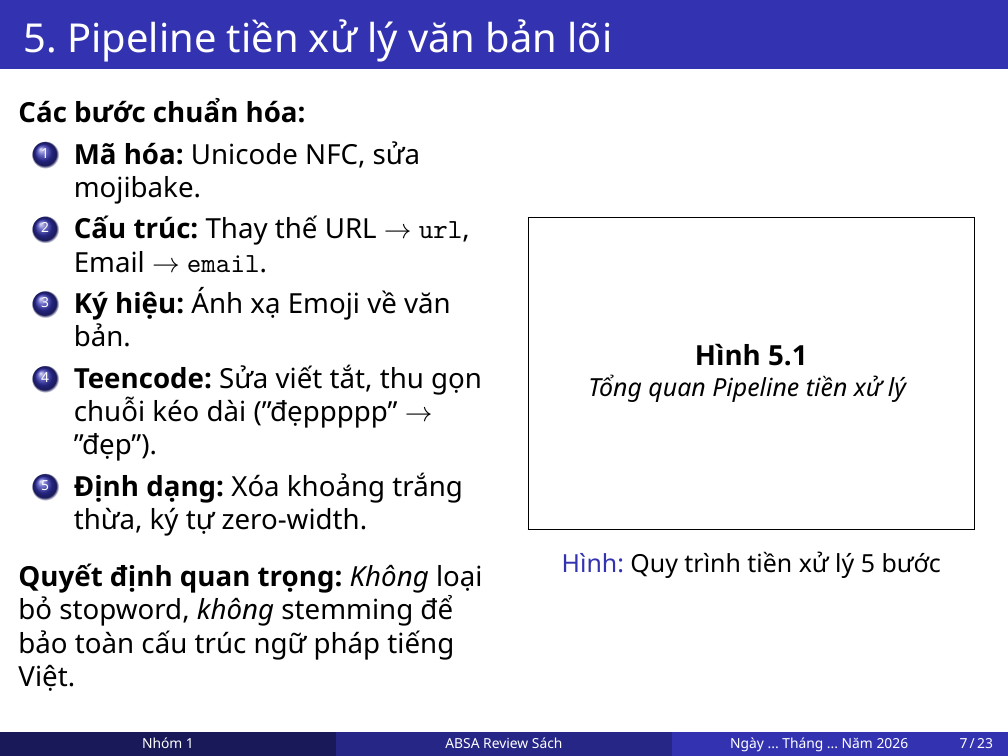 5. Pipeline tiền xử lý văn bản lõi
Các bước chuẩn hóa:
1 Mã hóa: Unicode NFC, sửa
mojibake.
2 Cấu trúc: Thay thế URL → url,
Email → email.
3 Ký hiệu: Ánh xạ Emoji về văn
bản.
4 Teencode: Sửa viết tắt, thu gọn
chuỗi kéo dài (”đẹppppp” →
”đẹp”).
5 Định dạng: Xóa khoảng trắng
thừa, ký tự zero-width.
Quyết định quan trọng: Không loại
bỏ stopword, không stemming để
bảo toàn cấu trúc ngữ pháp tiếng
Việt.
Hình 5.1
Tổng quan Pipeline tiền xử lý
Hình: Quy trình tiền xử lý 5 bước
Nhóm 1 ABSA Review Sách Ngày ... Tháng ... Năm 2026 7 / 23